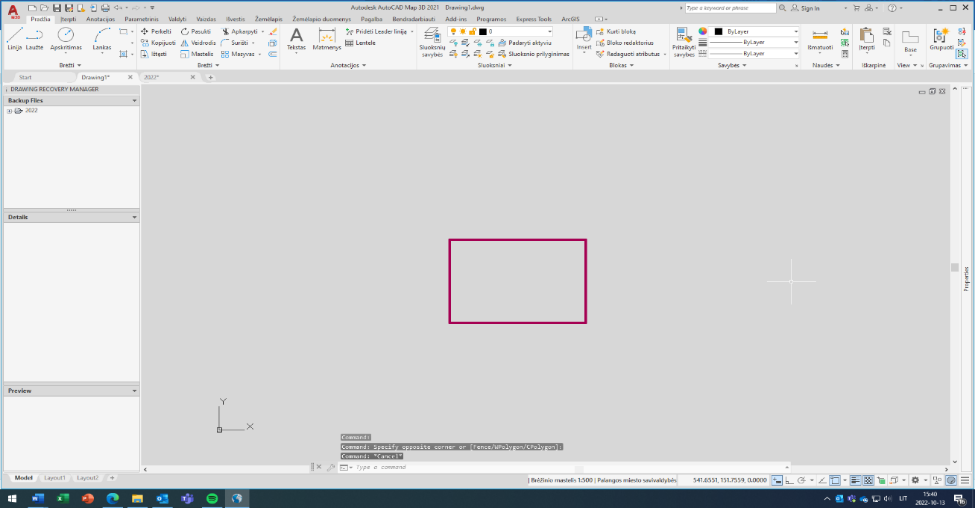 Autodesk AutoCAD Map 3D 2021 Drawing1.dwg
Type a keyword or phrase
Sign In
Pradžia Įterpti Anotacijos Parametrinis Valdyti Vaizdas Išvestis Žemėlapis Žemėlapio duomenys Pagalba Bendradarbiauti Add-ins Programos Express Tools ArcGIS
Linija Laužtė Apskritimas Lankas
Perkelti Pasukti Apkarpyti
Kopijuoti Veidrodis Suršūti
Ištęsti Mastelis Masyvas
Tekstas Matmenys
Pridėti Leader liniją
Lentelė
Sluoksnių savybės
0
Padaryti aktyviu
Sluoksnio prilyginimas
Insert
Kurti bloką
Bloko redaktorius
Redaguoti atributus
Pritaikyti savybes
ByLayer
ByLayer
ByLayer
Išmatuoti
Įterpti
Base
Grupuoti
Brėžti Brėžti Anotacijos Sluoksniai Blokas Savybės Naudės Iškarpinė View Grupavimas
Start Drawing1* 2022*
DRAWING RECOVERY MANAGER
Backup Files
2022
Details
Preview
Properties
Y
X
Command:
Command: Specify opposite corner or [Fence/WPolygon/CPolygon]:
Command: *Cancel*
Type a command
Model Layout1 Layout2
Brėžinio mastelis 1:500 | Palangos miesto savivaldybės
541.6551, 151.7559, 0.0000
LIT
15:40
2022-10-13